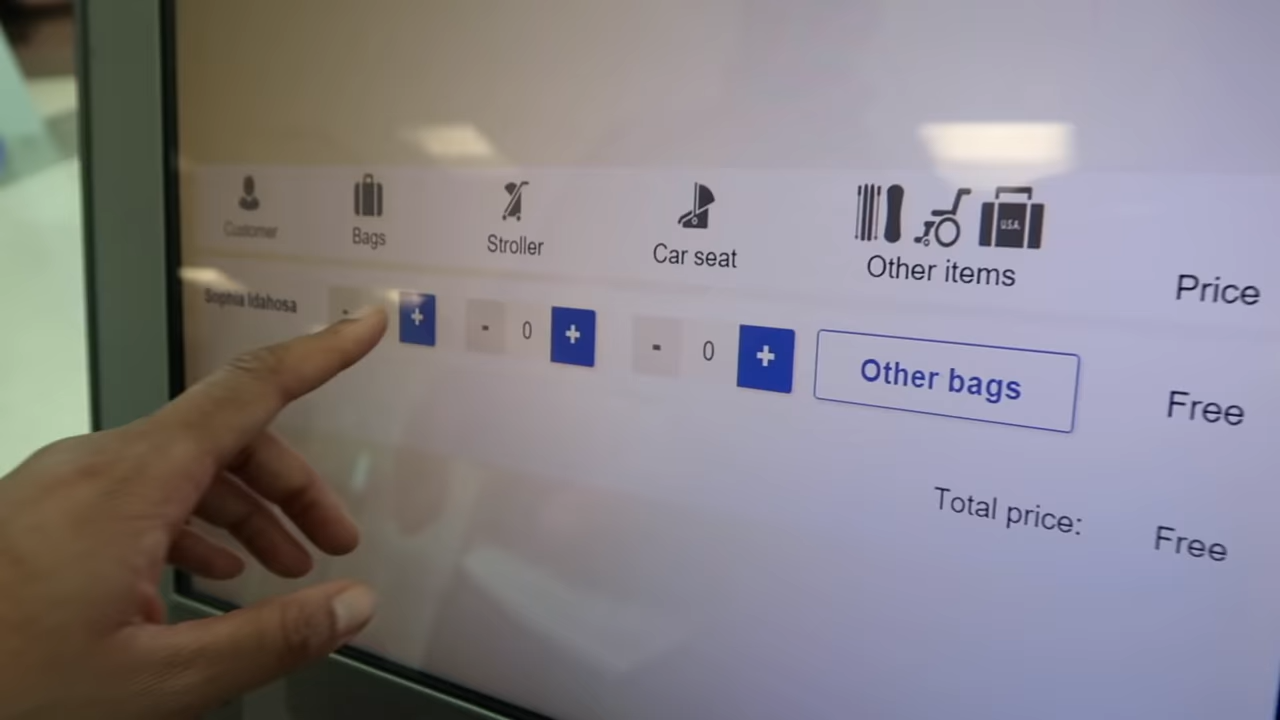 Customer
Bags
Stroller
Car seat
U.S.A.
Other items
Price
Sophia Idahosa
-
+
- 0 +
- 0 +
Other bags
Free
Total price:
Free